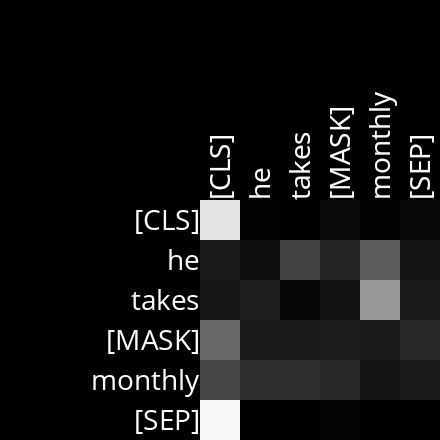 [CLS] he takes [MASK] monthly [SEP]
[CLS]
he
takes
[MASK]
monthly
[SEP]